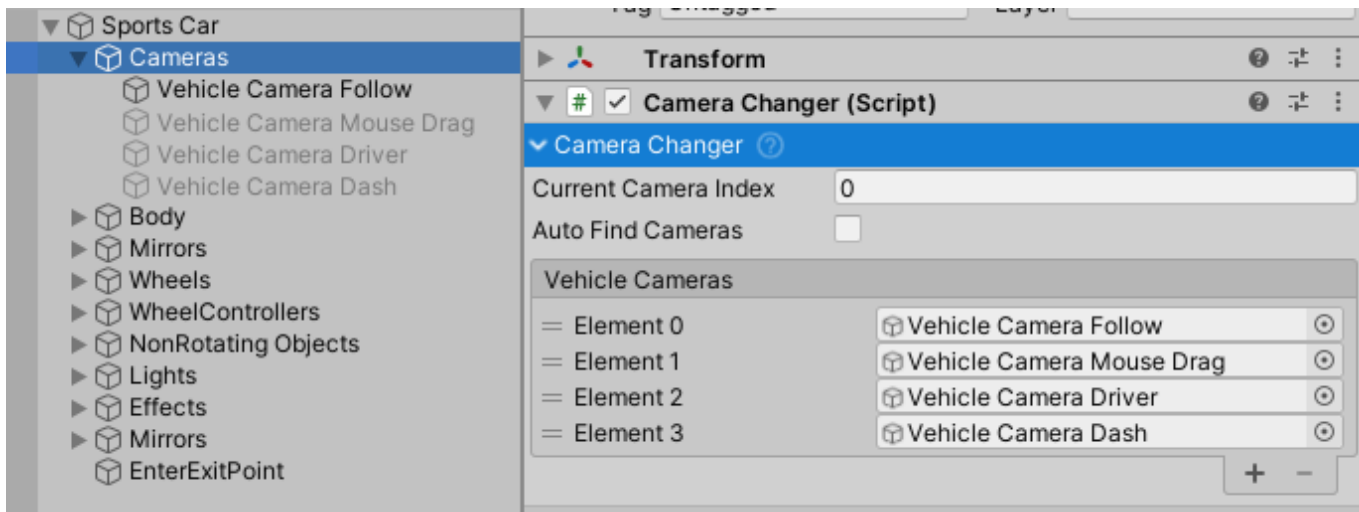 Sports Car
Cameras
Vehicle Camera Follow
Vehicle Camera Mouse Drag
Vehicle Camera Driver
Vehicle Camera Dash
Body
Mirrors
Wheels
WheelControllers
NonRotating Objects
Lights
Effects
Mirrors
EnterExitPoint
Tag Untagged Layer
Transform
# Camera Changer (Script)
Camera Changer
Current Camera Index 0
Auto Find Cameras
Vehicle Cameras
Element 0 Vehicle Camera Follow
Element 1 Vehicle Camera Mouse Drag
Element 2 Vehicle Camera Driver
Element 3 Vehicle Camera Dash